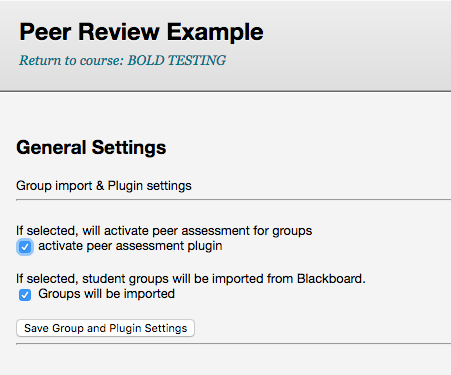 Peer Review Example
Return to course: BOLD TESTING
General Settings
Group import & Plugin settings
If selected, will activate peer assessment for groups
activate peer assessment plugin
If selected, student groups will be imported from Blackboard.
Groups will be imported
Save Group and Plugin Settings